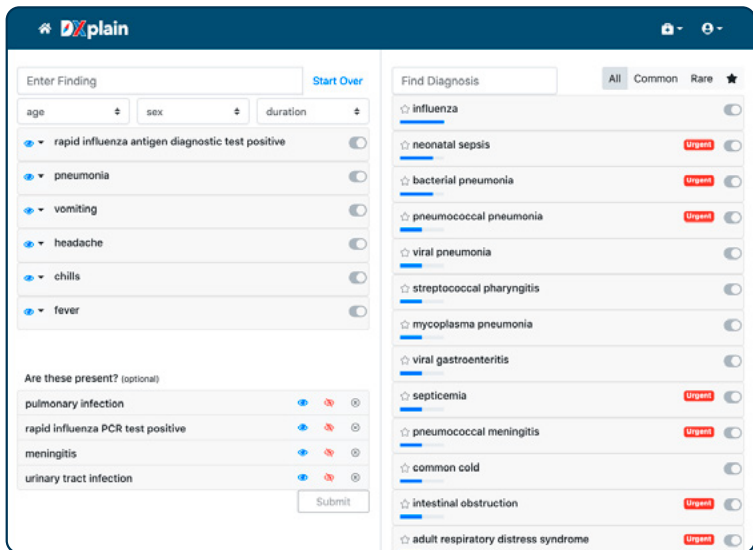 DXplain
Enter Finding
Start Over
age
sex
duration
rapid influenza antigen diagnostic test positive
pneumonia
vomiting
headache
chills
fever
Are these present? (optional)
pulmonary infection
rapid influenza PCR test positive
meningitis
urinary tract infection
Submit
Find Diagnosis
All Common Rare
influenza
neonatal sepsis Urgent
bacterial pneumonia Urgent
pneumococcal pneumonia Urgent
viral pneumonia
streptococcal pharyngitis
mycoplasma pneumonia
viral gastroenteritis
septicemia Urgent
pneumococcal meningitis Urgent
common cold
intestinal obstruction Urgent
adult respiratory distress syndrome Urgent